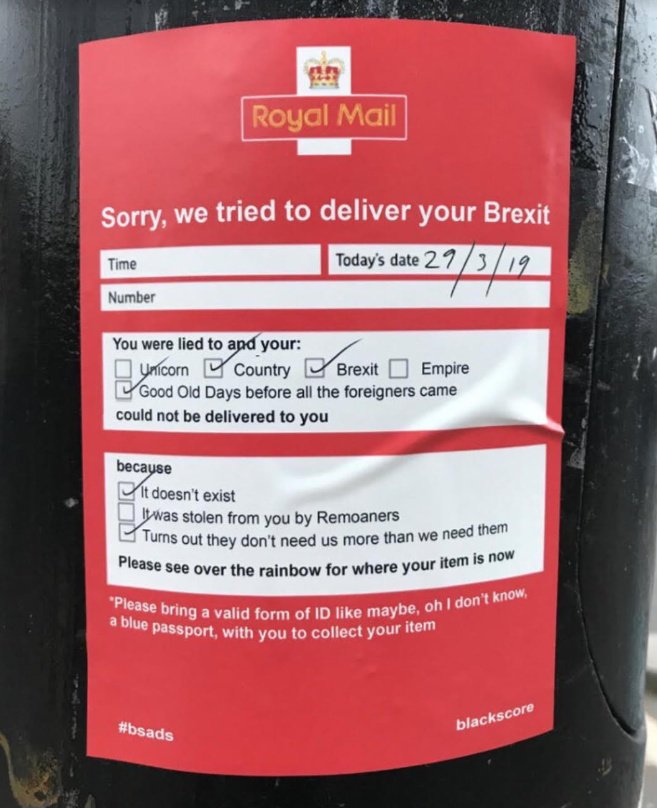 Royal Mail
Sorry, we tried to deliver your Brexit
Time
Today's date 29/3/19
Number
You were lied to and your:
Unicorn Country Brexit Empire
Good Old Days before all the foreigners came
could not be delivered to you
because
It doesn't exist
It was stolen from you by Remoaners
Turns out they don't need us more than we need them
Please see over the rainbow for where your item is now
*Please bring a valid form of ID like maybe, oh I don't know,
a blue passport, with you to collect your item
#bsads
blackscore